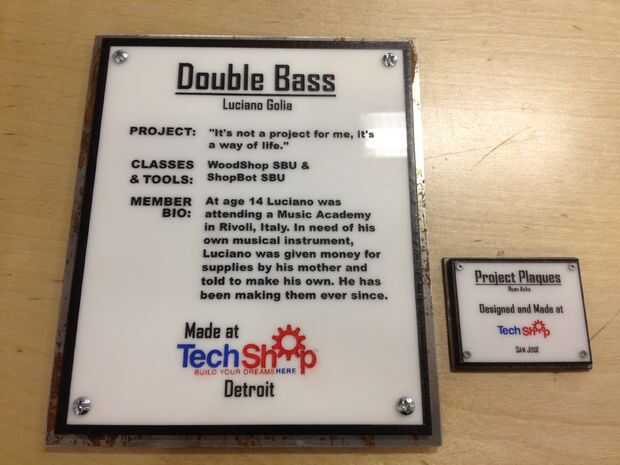 Double Bass
Luciano Golia
PROJECT: "It's not a project for me, it's
a way of life."
CLASSES WoodShop SBU &
& TOOLS: ShopBot SBU
MEMBER At age 14 Luciano was
BIO: attending a Music Academy
in Rivoli, Italy. In need of his
own musical instrument,
Luciano was given money for
supplies by his mother and
told to make his own. He has
been making them ever since.
Made at
TechShop
BUILD YOUR DREAMS HERE
Detroit
Project Plaques
Designed and Made at
TechShop
San Jose